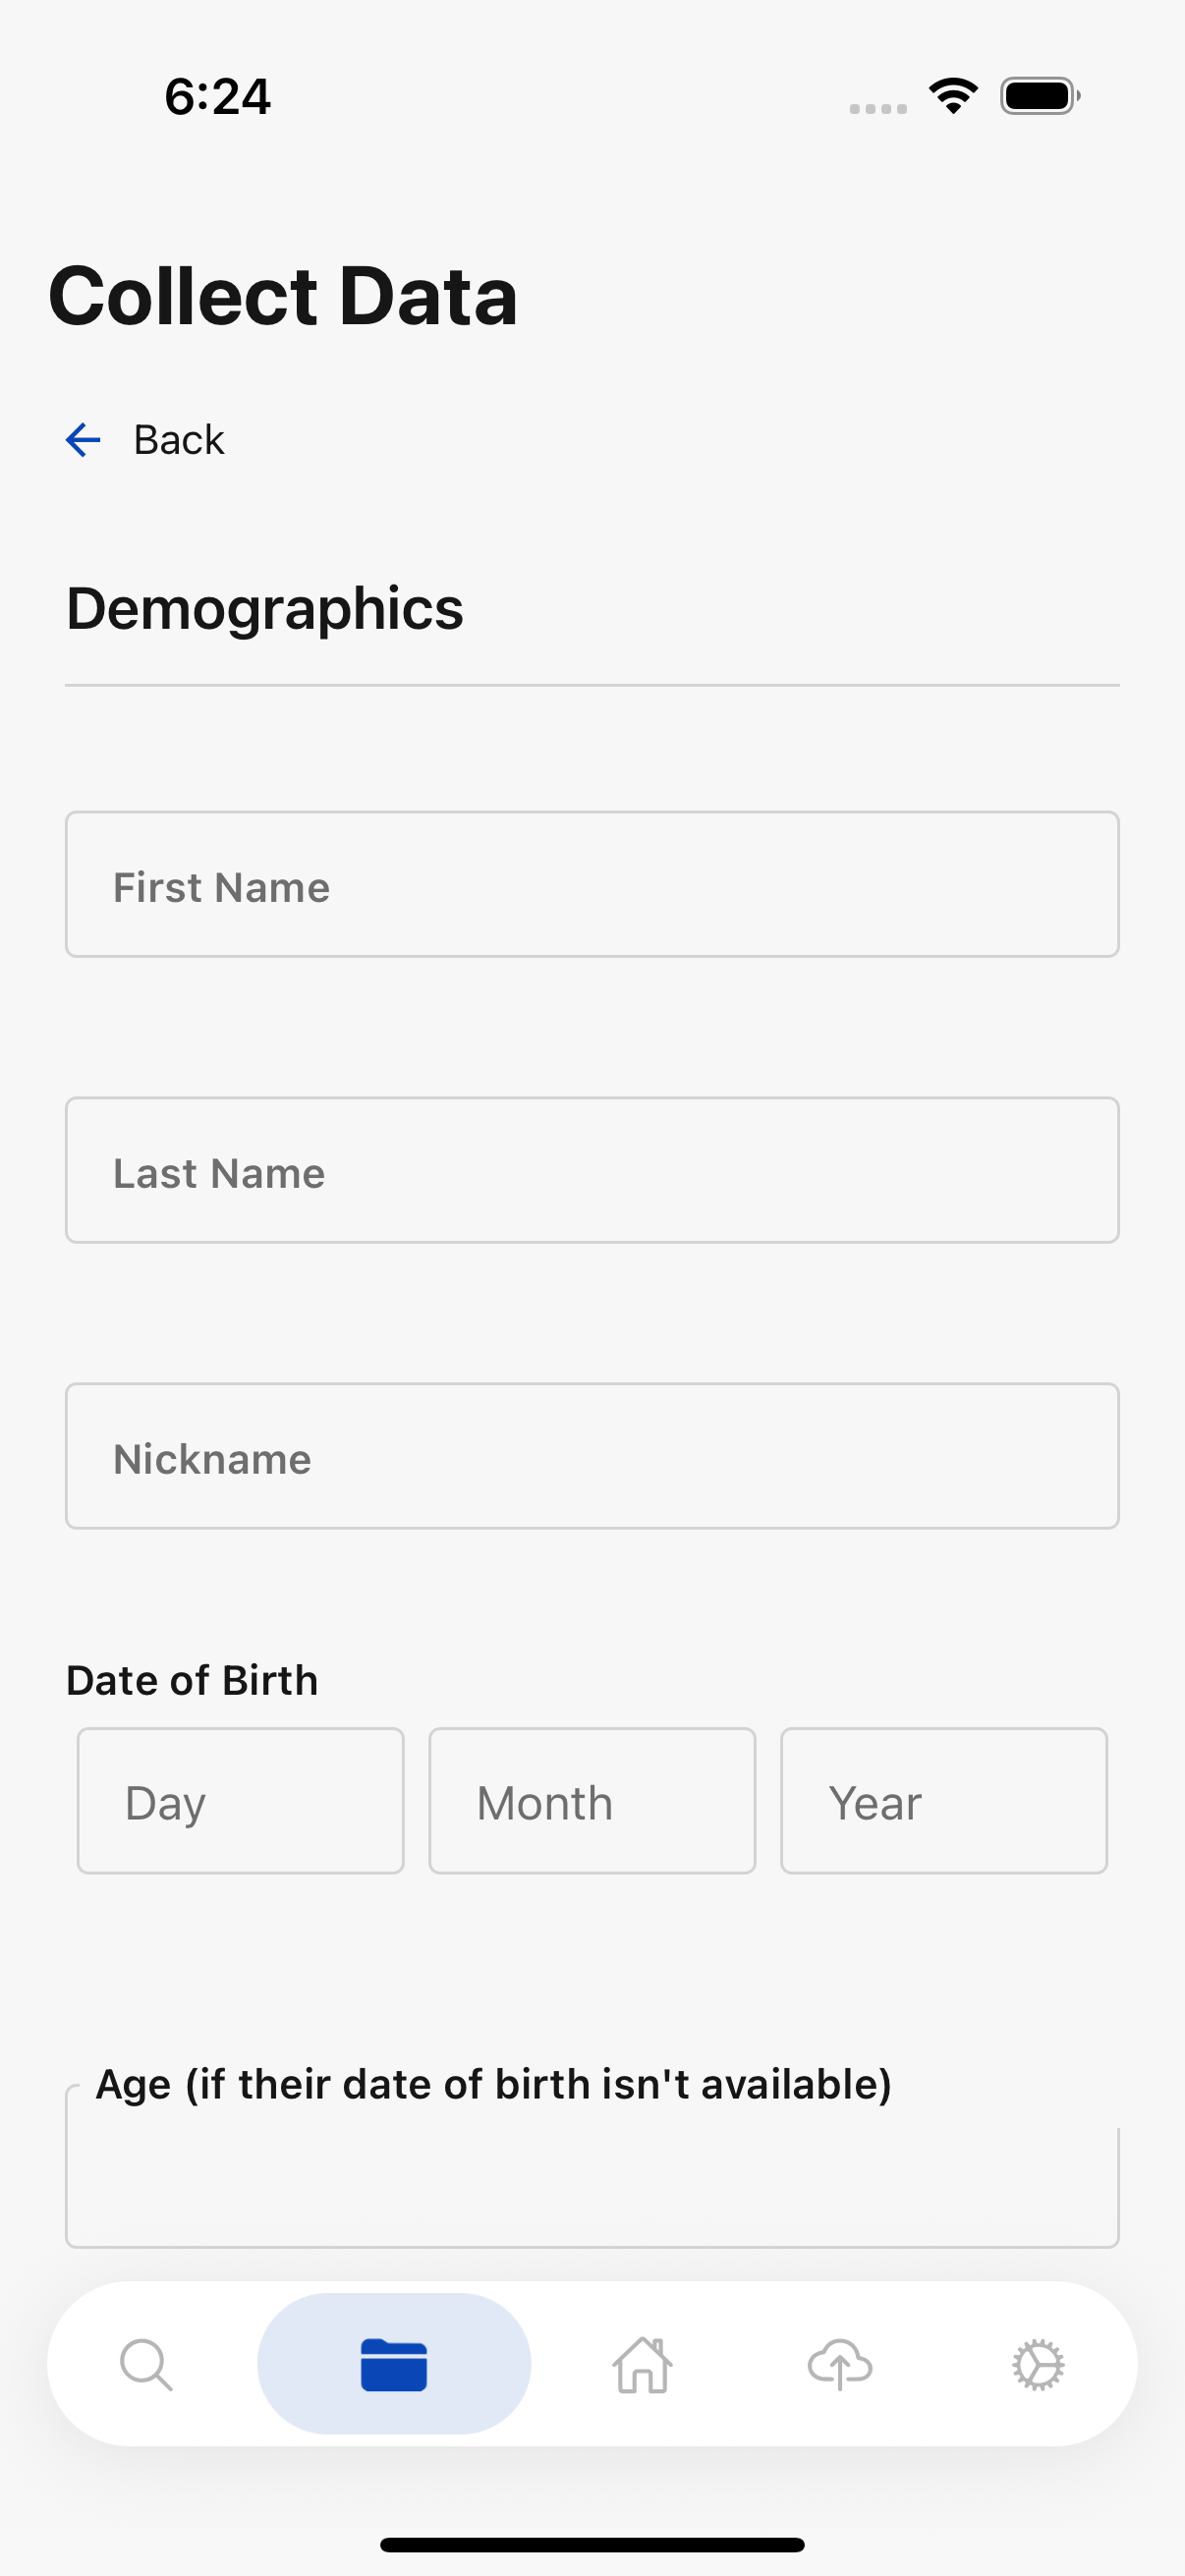 6:24
Collect Data
Back
Demographics
First Name
Last Name
Nickname
Date of Birth
Day Month Year
Age (if their date of birth isn't available)